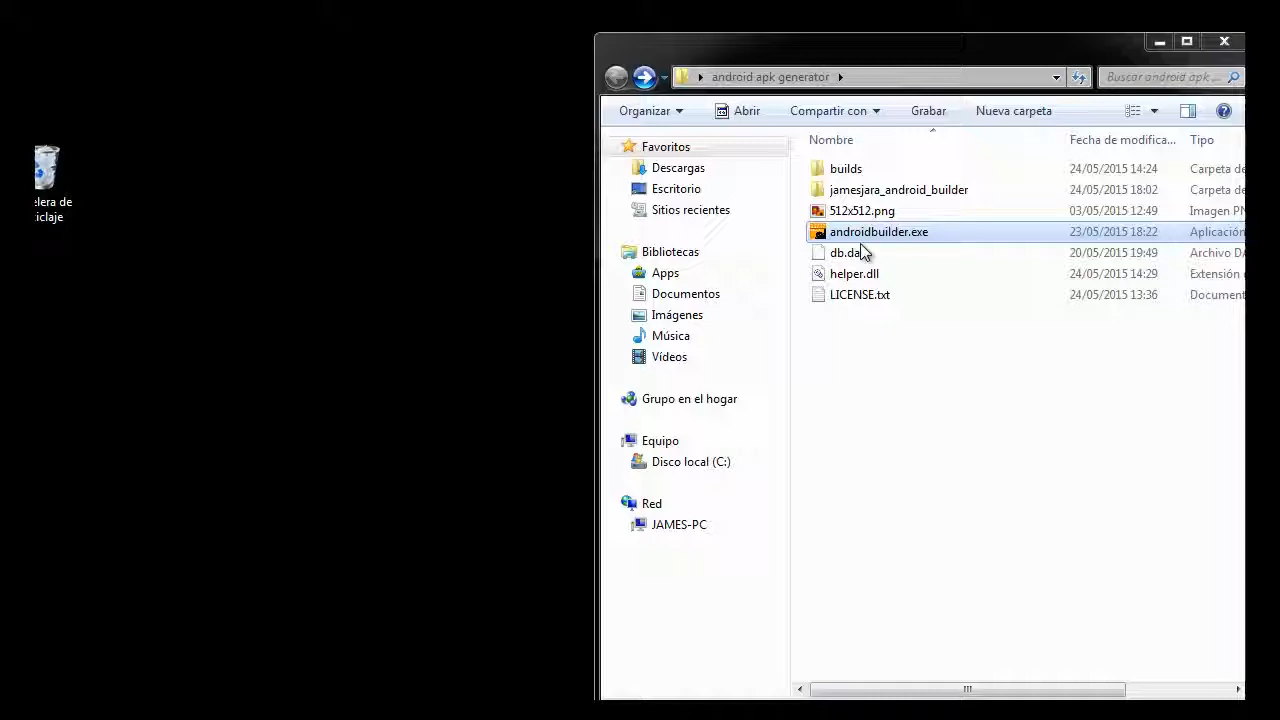 elera de
iclaje
android apk generator
Buscar android apk ...
Organizar
Abrir
Compartir con
Grabar
Nueva carpeta
Nombre
Fecha de modifica...
Tipo
Favoritos
Descargas
Escritorio
Sitios recientes
Bibliotecas
Apps
Documentos
Imágenes
Música
Vídeos
Grupo en el hogar
Equipo
Disco local (C:)
Red
JAMES-PC
builds 24/05/2015 14:24 Carpeta de
jamesjara_android_builder 24/05/2015 18:02 Carpeta de
512x512.png 03/05/2015 12:49 Imagen PN
androidbuilder.exe 23/05/2015 18:22 Aplicación
db.da 20/05/2015 19:49 Archivo DA
helper.dll 24/05/2015 14:29 Extensión
LICENSE.txt 24/05/2015 13:36 Document